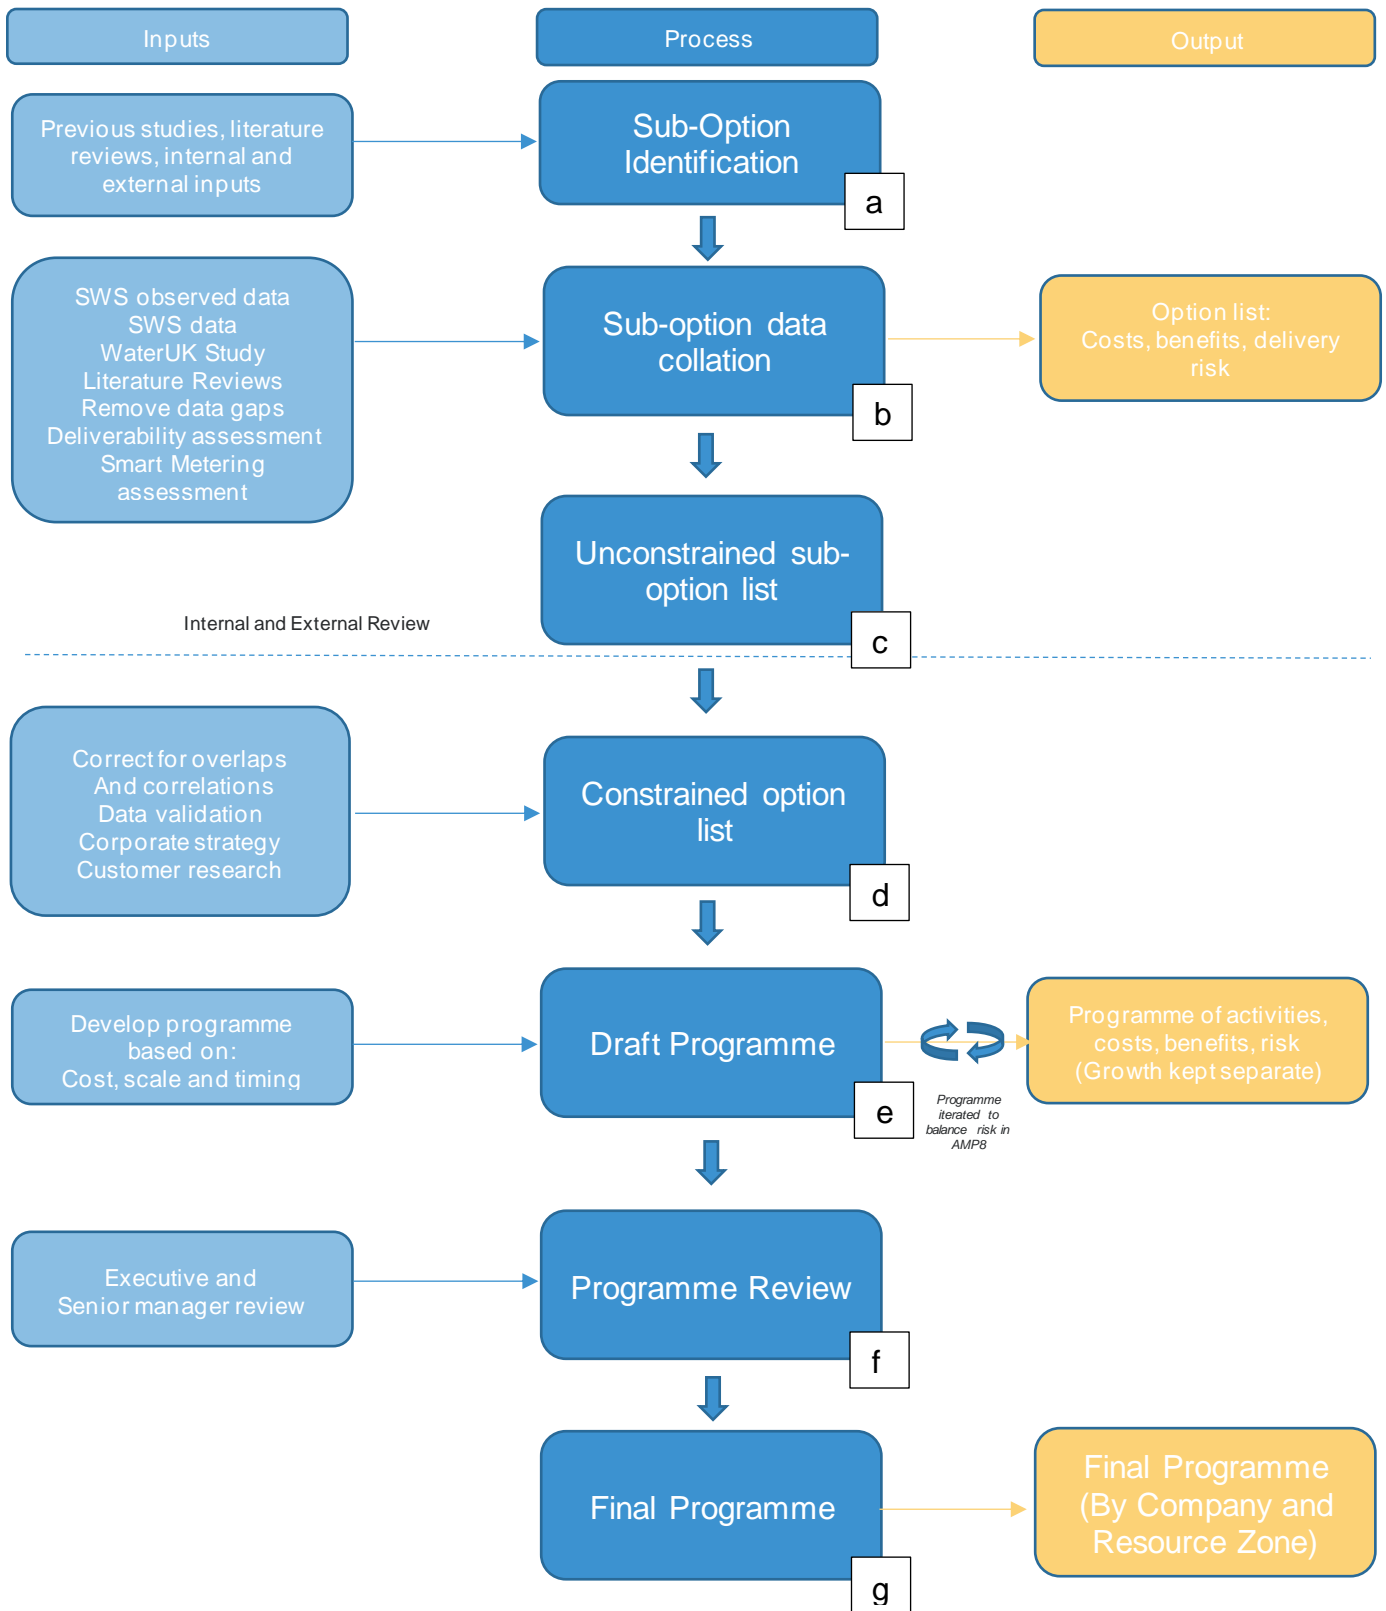 Inputs
Process
Output
Previous studies, literature
reviews, internal and
external inputs
Sub-Option
Identification
a
SWS observed data
SWS data
WaterUK Study
Literature Reviews
Remove data gaps
Deliverability assessment
Smart Metering
assessment
Sub-option data
collation
b
Option list:
Costs, benefits, delivery
risk
Unconstrained sub-
option list
c
Internal and External Review
Correct for overlaps
And correlations
Data validation
Corporate strategy
Customer research
Constrained option
list
d
Develop programme
based on:
Cost, scale and timing
Draft Programme
e
Programme
iterated to
balance risk in
AMP8
Programme of activities,
costs, benefits, risk
(Growth kept separate)
Executive and
Senior manager review
Programme Review
f
Final Programme
g
Final Programme
(By Company and
Resource Zone)